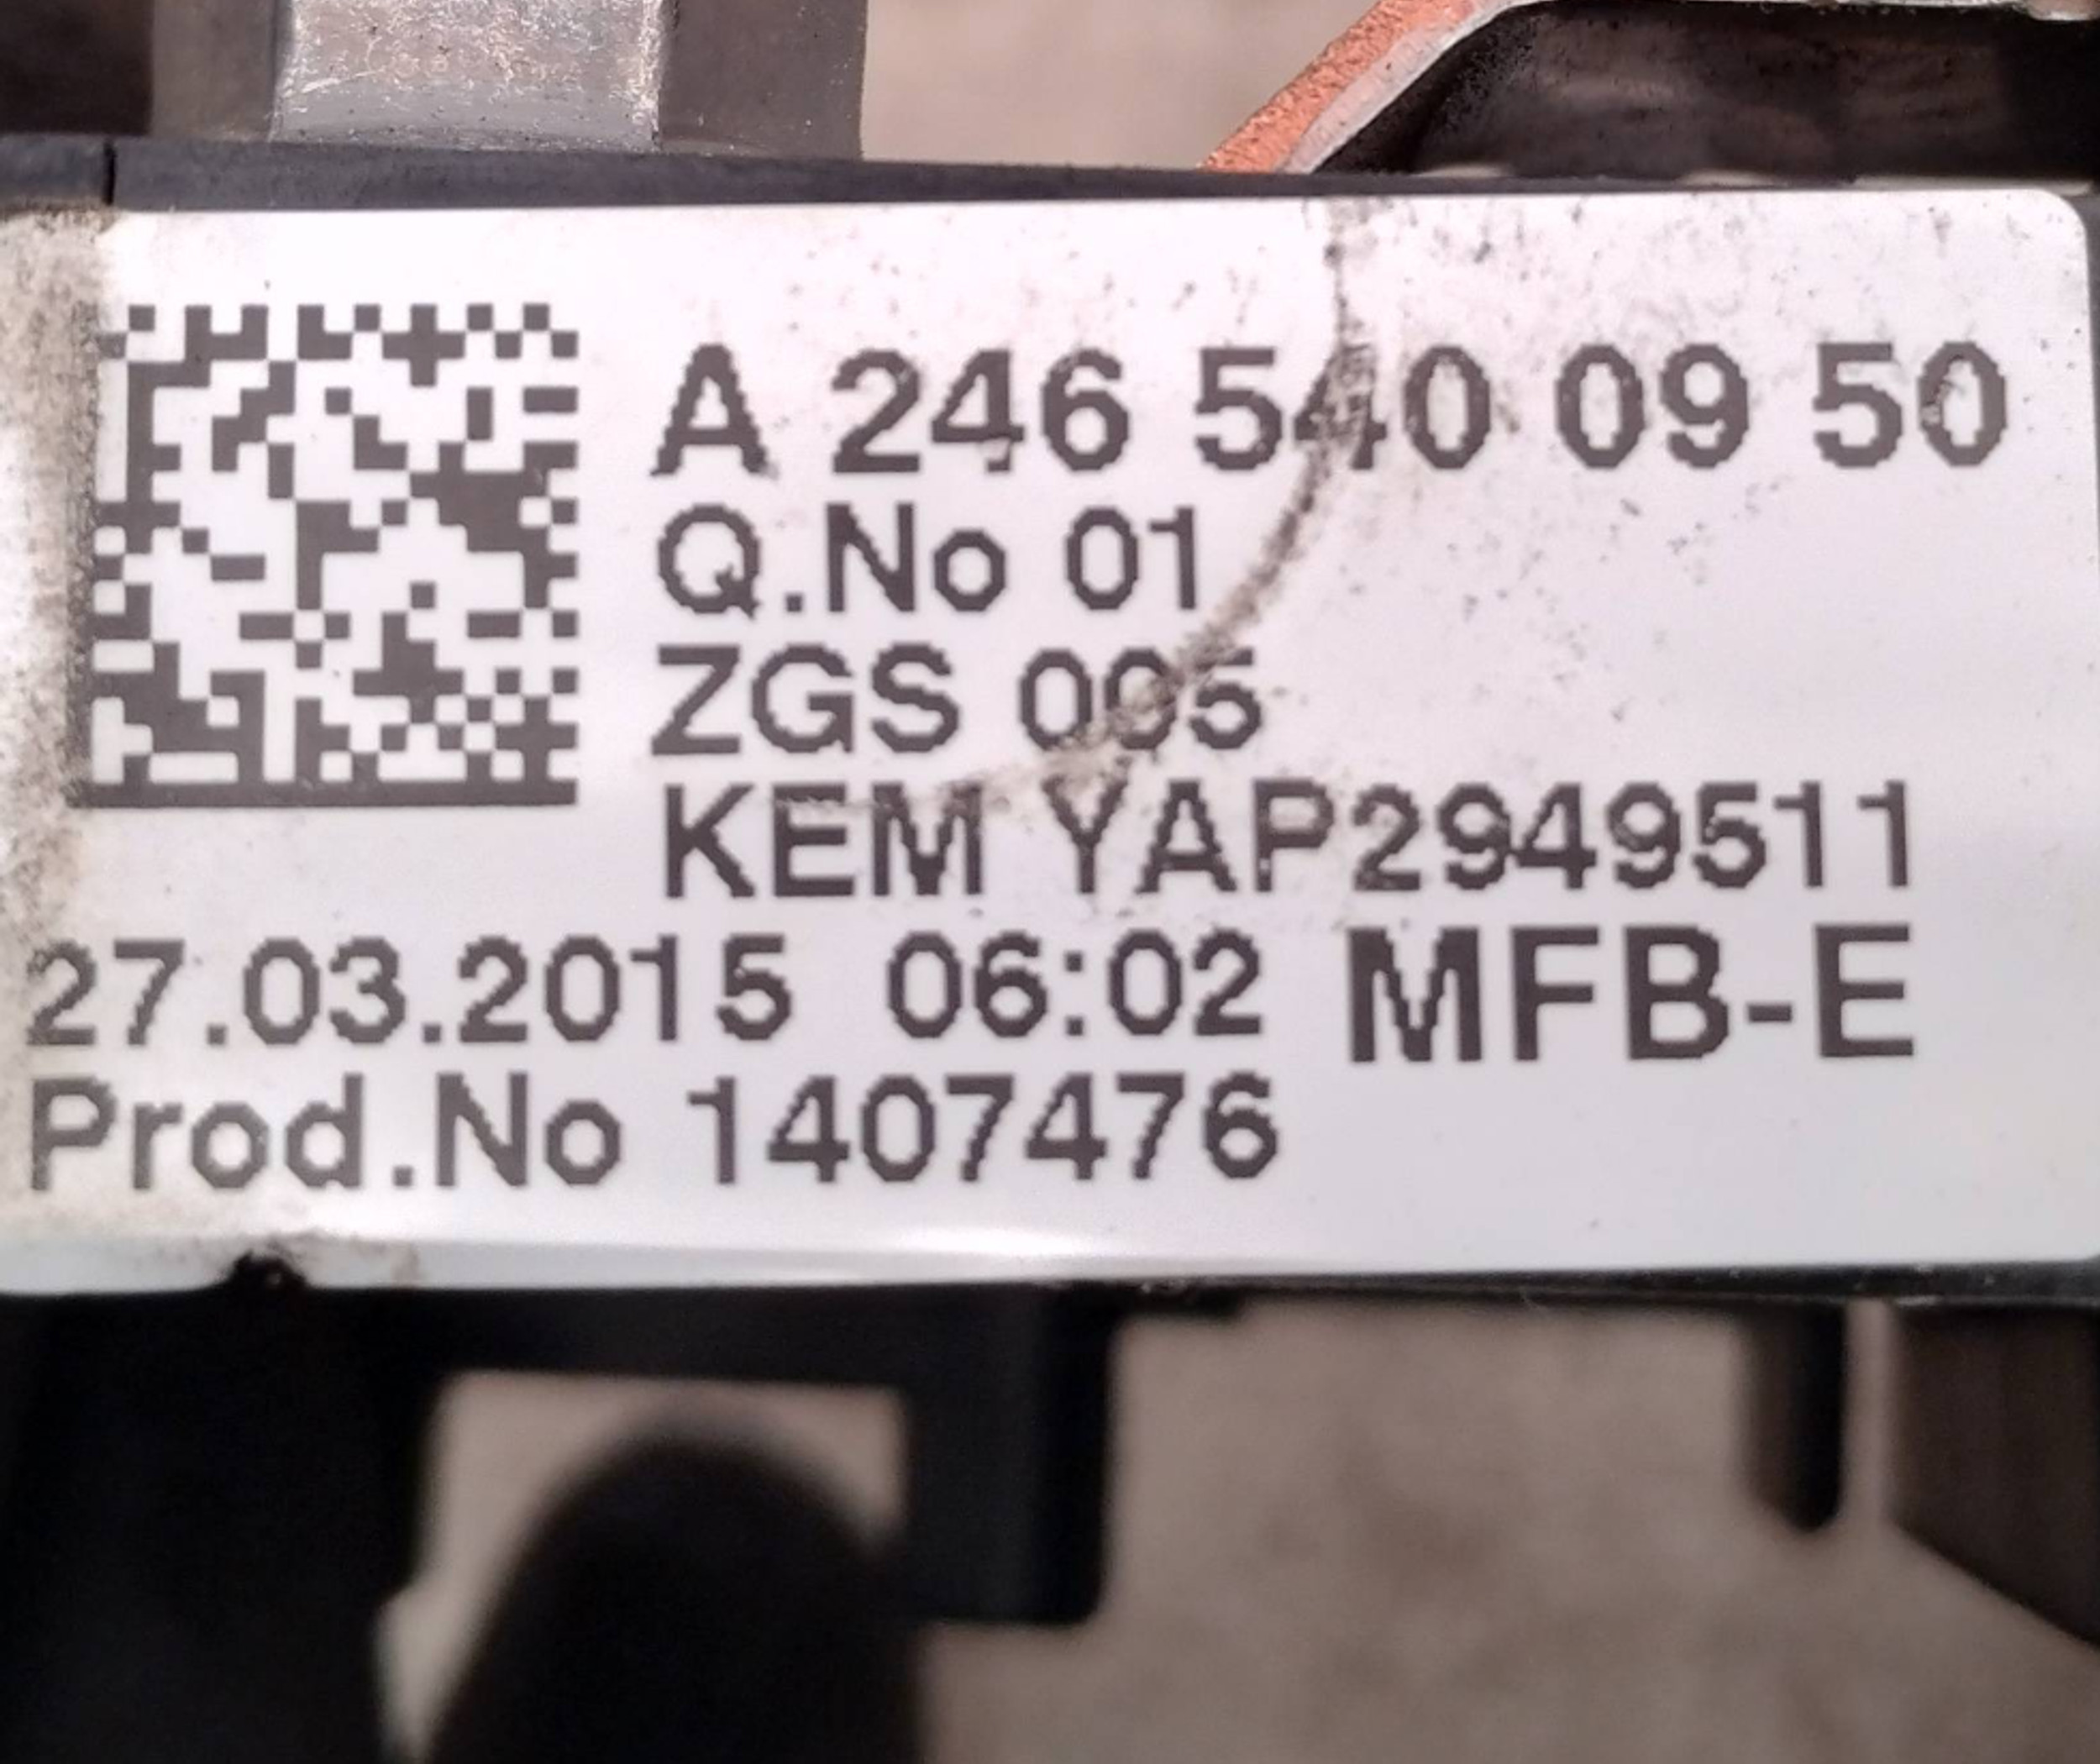 A 246 540 09 50
Q.No 01
ZGS 005
KEM YAP2949511
27.03.2015 06:02 MFB-E
Prod.No 1407476